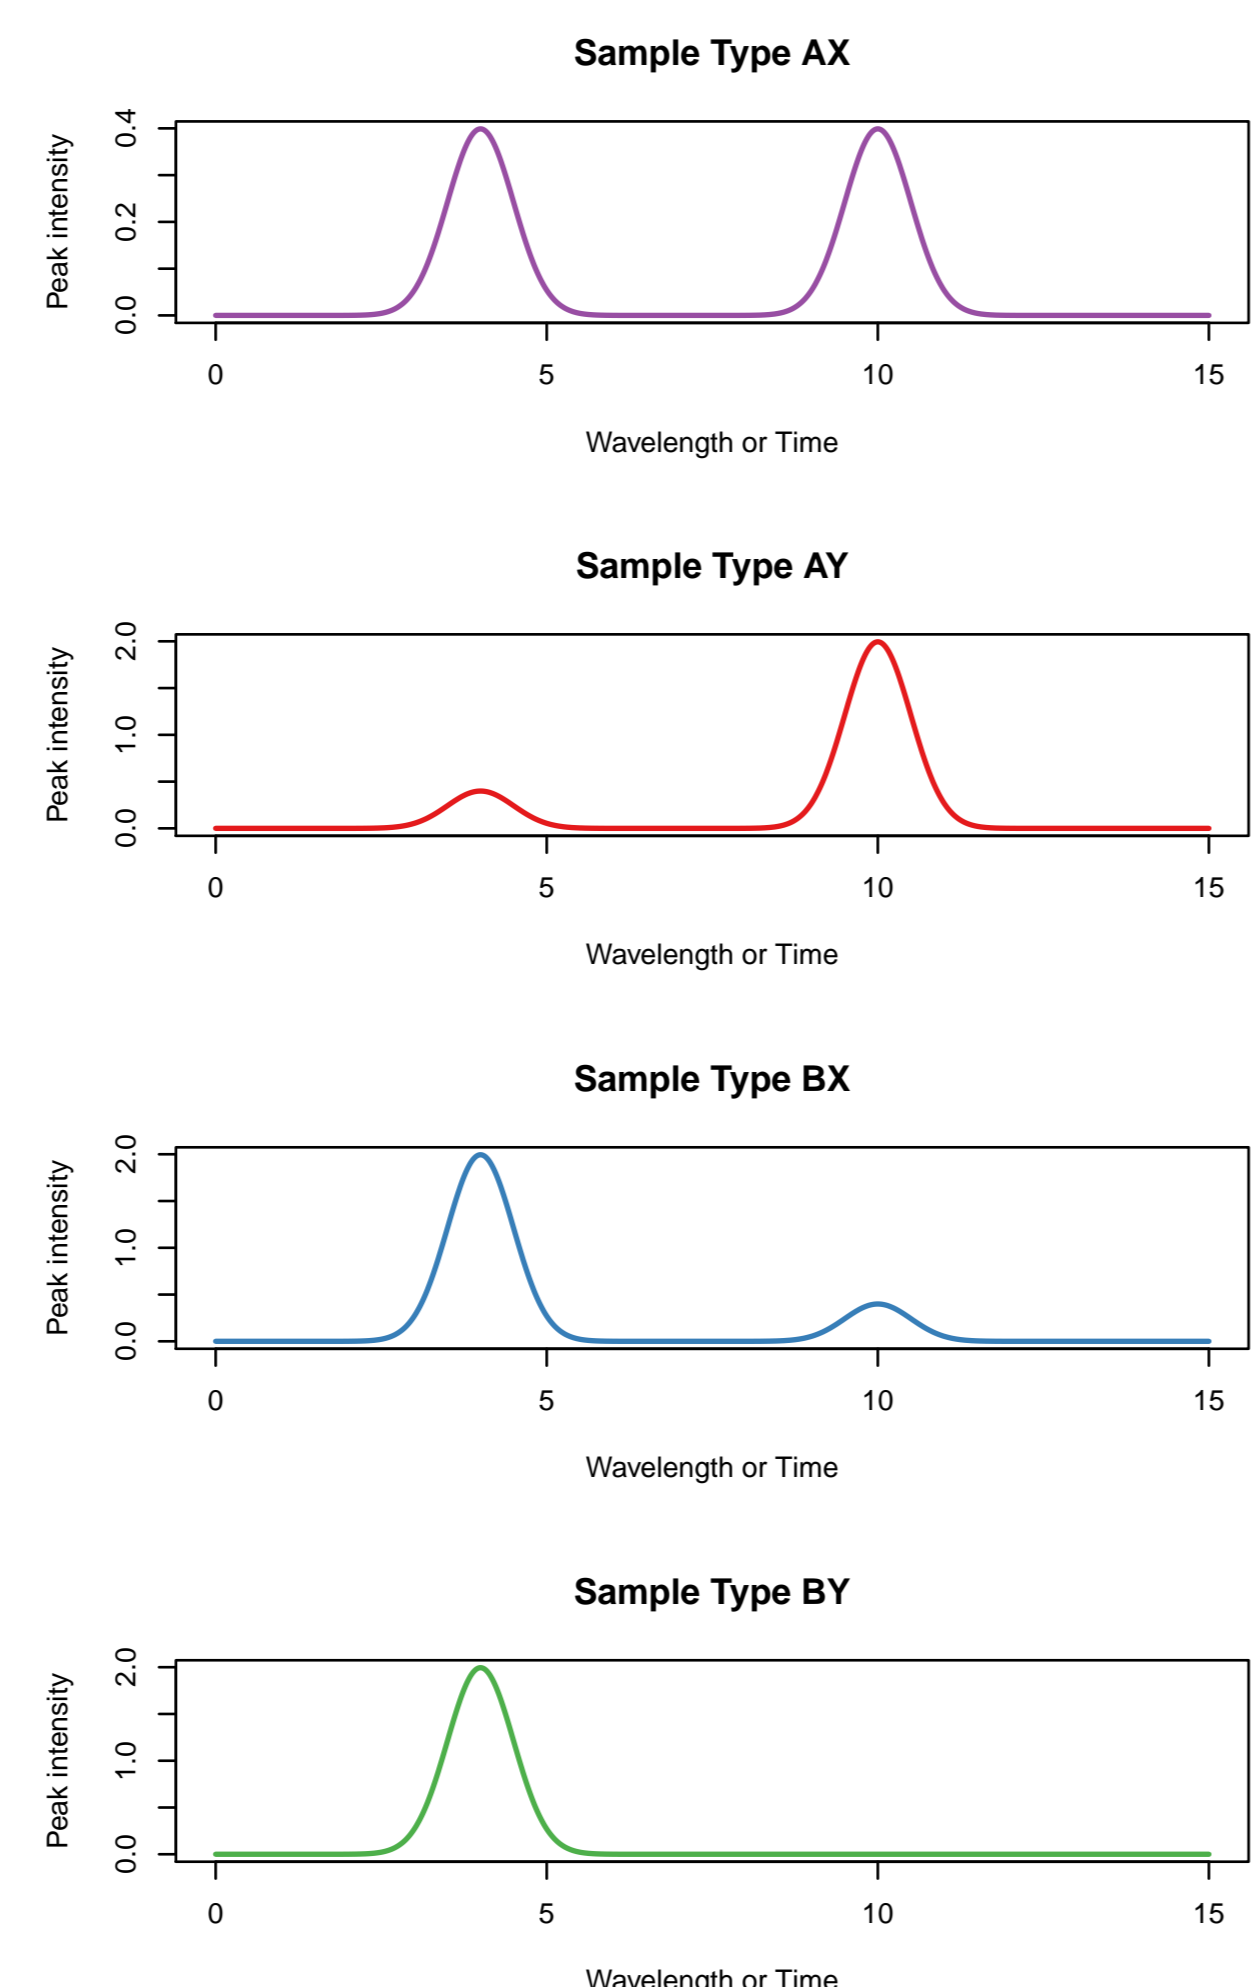 Sample Type AX
Peak intensity
0.4
0.2
0.0
0 5 10 15
Wavelength or Time
Sample Type AY
Peak intensity
2.0
1.0
0.0
0 5 10 15
Wavelength or Time
Sample Type BX
Peak intensity
2.0
1.0
0.0
0 5 10 15
Wavelength or Time
Sample Type BY
Peak intensity
2.0
1.0
0.0
0 5 10 15
Wavelength or Time